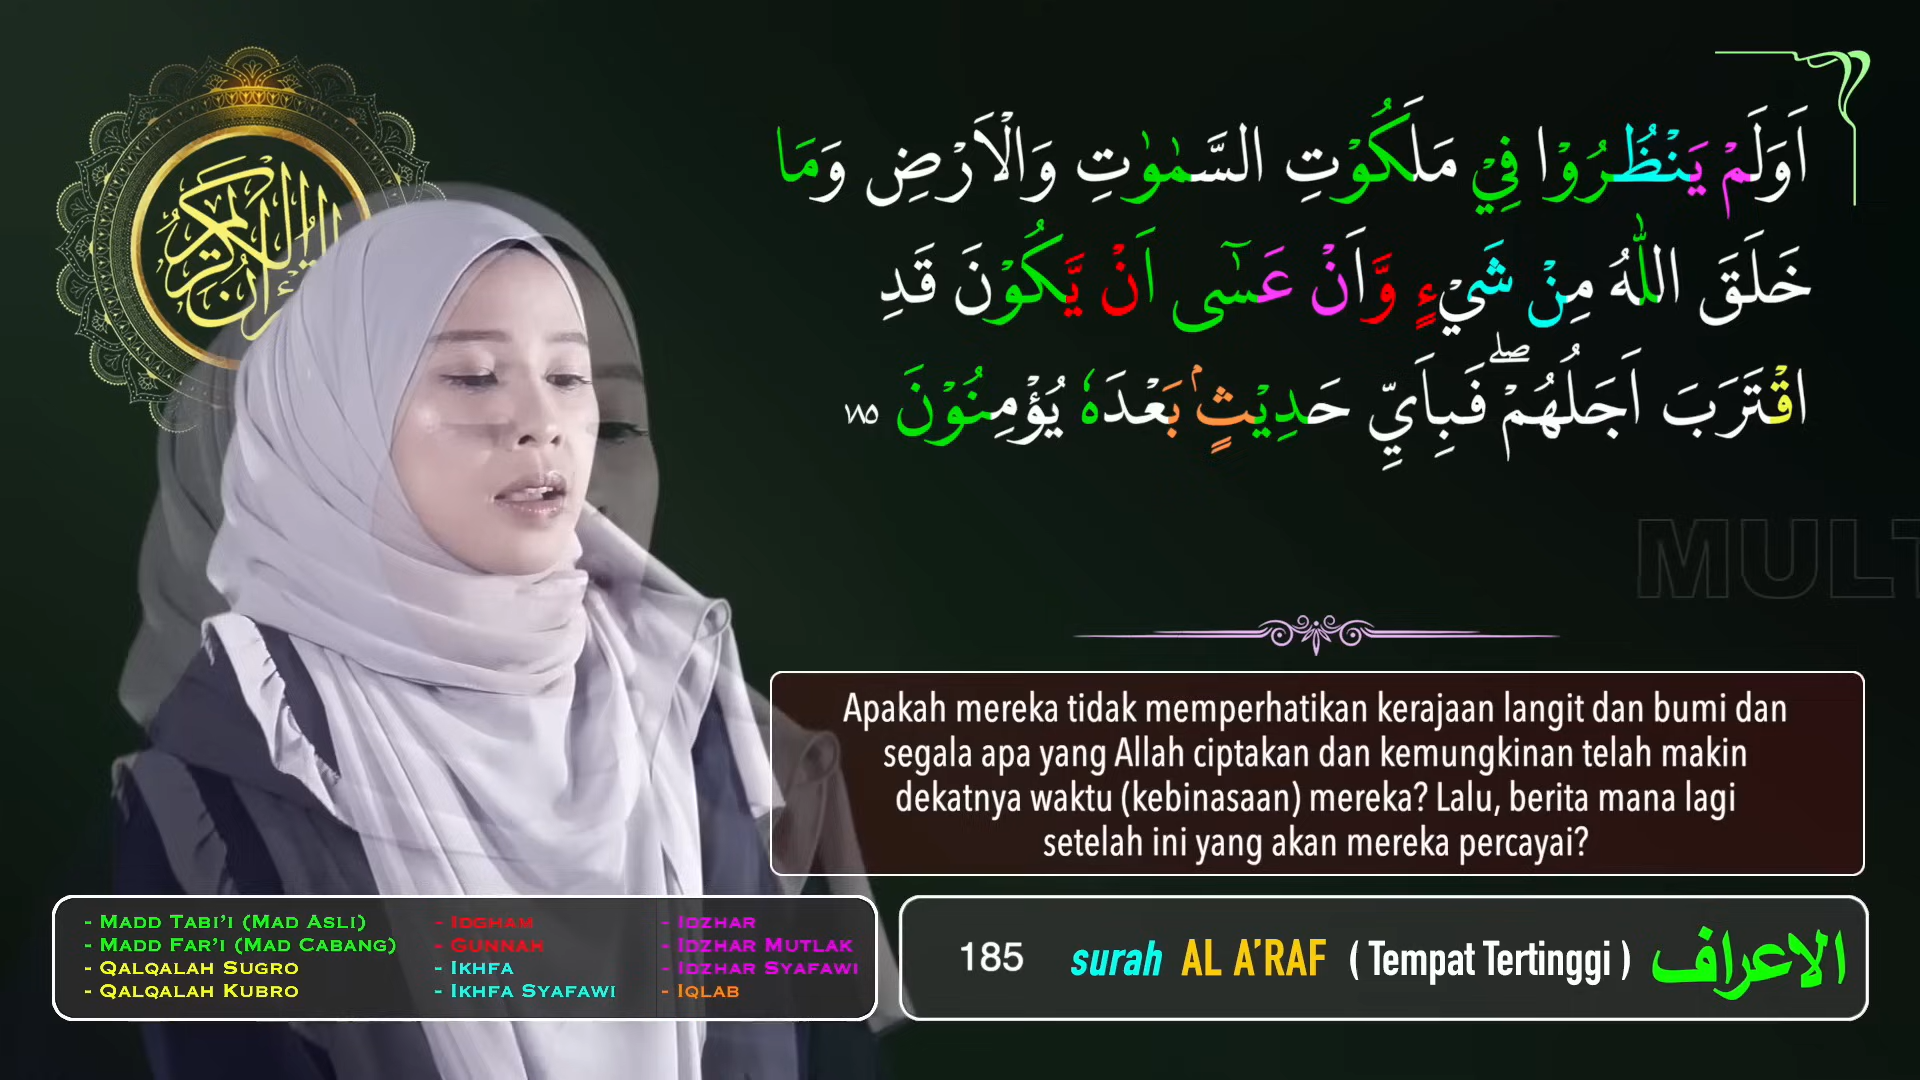 اَوَلَمْ يَنْظُرُوْا فِيْ مَلَكُوْتِ السَّمٰوٰتِ وَالْاَرْضِ وَمَا
خَلَقَ اللّٰهُ مِنْ شَيْءٍ وَّاَنْ عَسٰٓى اَنْ يَّكُوْنَ قَدِ
اقْتَرَبَ اَجَلُهُمْۖ فَبِاَيِّ حَدِيْثٍۢ بَعْدَهٗ يُؤْمِنُوْنَ ١٨٥
MULT
Apakah mereka tidak memperhatikan kerajaan langit dan bumi dan
segala apa yang Allah ciptakan dan kemungkinan telah makin
dekatnya waktu (kebinasaan) mereka? Lalu, berita mana lagi
setelah ini yang akan mereka percayai?
- Madd Tabi'i (Mad Asli)
- Madd Far'i (Mad Cabang)
- Qalqalah Sugro
- Qalqalah Kubro
- Idgham
- Gunnah
- Ikhfa
- Ikhfa Syafawi
- Idzhar
- Idzhar Mutlak
- Idzhar Syafawi
- Iqlab
185 surah AL A'RAF ( Tempat Tertinggi ) الاعراف